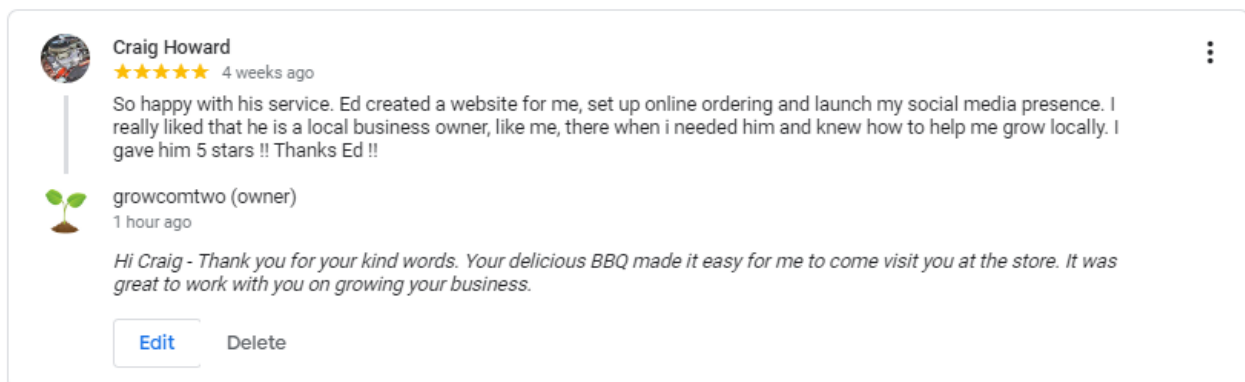 Craig Howard
4 weeks ago
So happy with his service. Ed created a website for me, set up online ordering and launch my social media presence. I
really liked that he is a local business owner, like me, there when i needed him and knew how to help me grow locally. I
gave him 5 stars !! Thanks Ed !!
growcomtwo (owner)
1 hour ago
Hi Craig - Thank you for your kind words. Your delicious BBQ made it easy for me to come visit you at the store. It was
great to work with you on growing your business.
Edit Delete